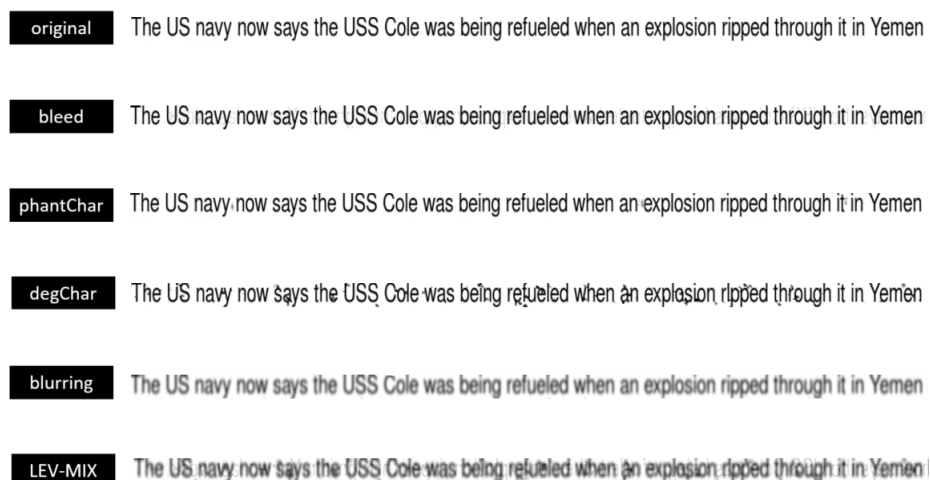 original The US navy now says the USS Cole was being refueled when an explosion ripped through it in Yemen
bleed The US navy now says the USS Cole was being refueled when an explosion ripped through it in Yemen
phantChar The US navy now says the USS Cole was being refueled when an explosion ripped through it in Yemen
degChar The US navy now says the USS Cole was being refueled when an explosion ripped through it in Yemen
blurring The US navy now says the USS Cole was being refueled when an explosion ripped through it in Yemen
LEV-MIX The US navy now says the USS Cole was being refueled when an explosion ripped through it in Yemen